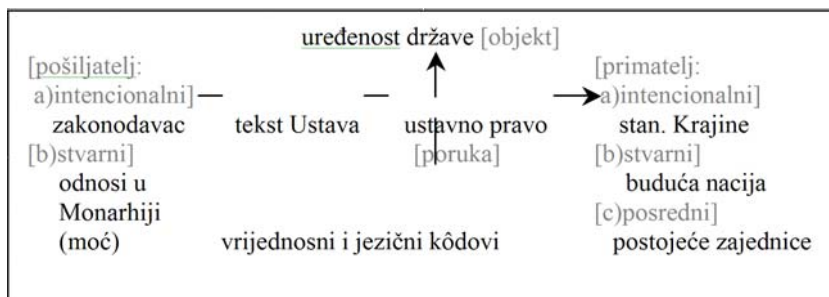 uređenost države [objekt]
[pošiljatelj: [primatelj:
a)intencionalni] a)intencionalni]
zakonodavac tekst Ustava ustavno pravo stan. Krajine
[b)stvarni] [poruka] [b)stvarni]
odnosi u buduća nacija
Monarhiji [c)posredni]
(moć) vrijednosni i jezični kôdovi postojeće zajednice